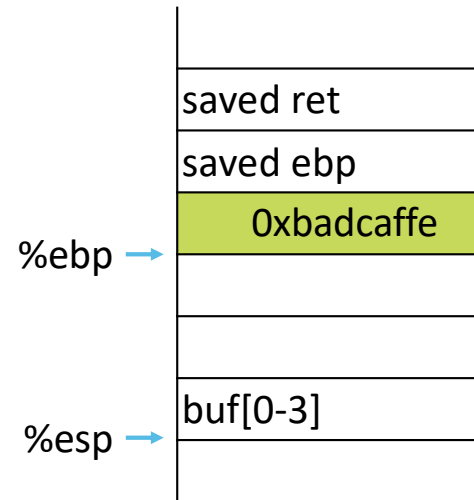 saved ret
saved ebp
0xbadcaffe
%ebp
buf[0-3]
%esp